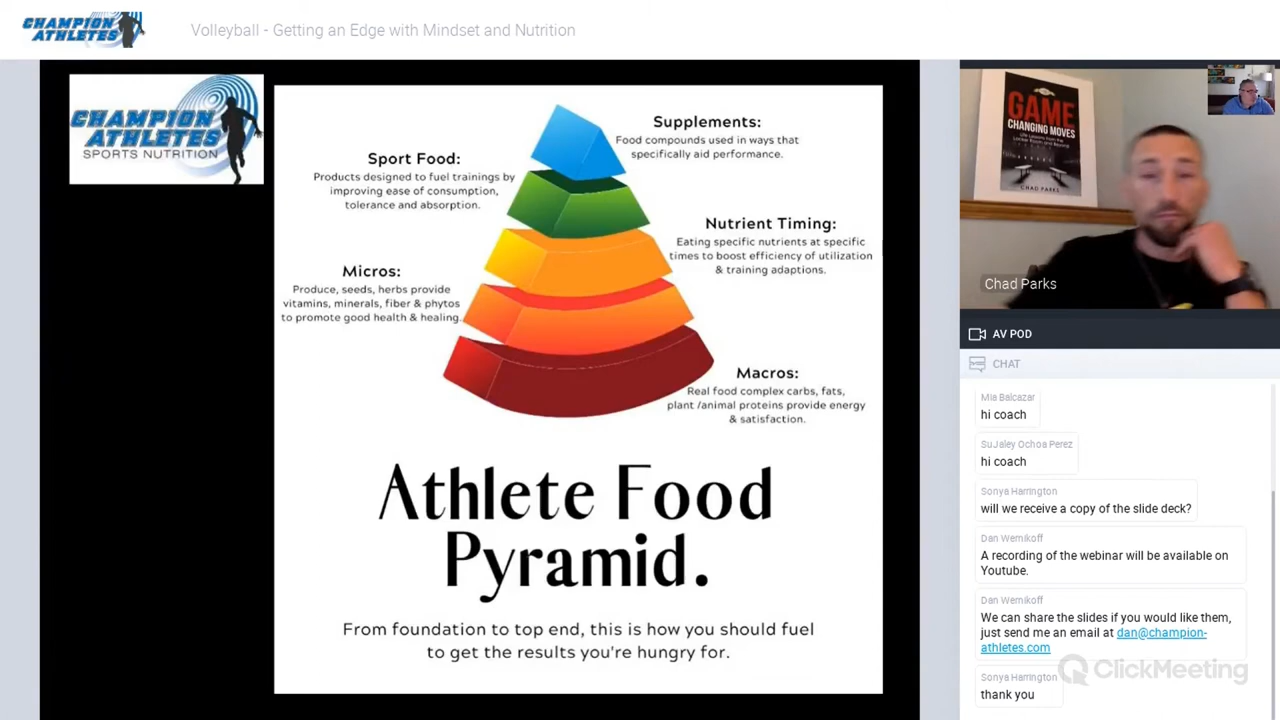 CHAMPION
ATHLETES
Volleyball - Getting an Edge with Mindset and Nutrition
CHAMPION
ATHLETES
SPORTS NUTRITION
Supplements:
Food compounds used in ways that
specifically aid performance.
Sport Food:
Products designed to fuel trainings by
improving ease of consumption,
tolerance and absorption.
Nutrient Timing:
Eating specific nutrients at specific
times to boost efficiency of utilization
& training adaptions.
Micros:
Produce, seeds, herbs provide
vitamins, minerals, fiber & phytos
to promote good health & healing.
Macros:
Real food complex carbs, fats,
plant /animal proteins provide energy
& satisfaction.
Athlete Food
Pyramid.
From foundation to top end, this is how you should fuel
to get the results you're hungry for.
GAME
CHANGING MOVES
Life Lessons from the
Locker Room and Beyond
CHAD PARKS
Chad Parks
AV POD
CHAT
Mia Balcazar
hi coach
SuJaley Ochoa Perez
hi coach
Sonya Harrington
will we receive a copy of the slide deck?
Dan Wernikoff
A recording of the webinar will be available on
Youtube.
Dan Wernikoff
We can share the slides if you would like them,
just send me an email at dan@champion-
athletes.com
Sonya Harrington
thank you
ClickMeeting